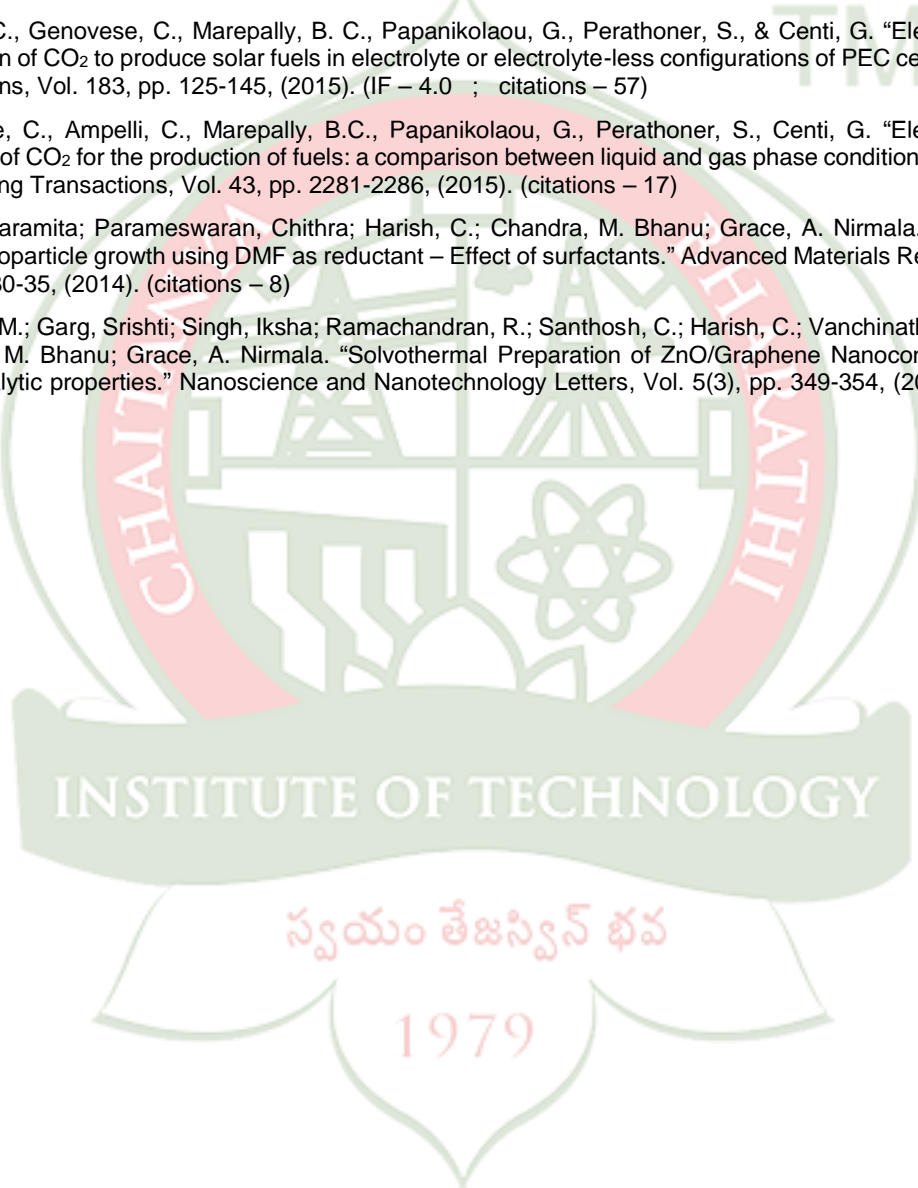 C., Genovese, C., Marepally, B. C., Papanikolaou, G., Perathoner, S., & Centi, G. “Ele
n of CO2 to produce solar fuels in electrolyte or electrolyte-less configurations of PEC ce
ns, Vol. 183, pp. 125-145, (2015). (IF – 4.0 ; citations – 57)
e, C., Ampelli, C., Marepally, B.C., Papanikolaou, G., Perathoner, S., Centi, G. “Ele
of CO2 for the production of fuels: a comparison between liquid and gas phase condition
ng Transactions, Vol. 43, pp. 2281-2286, (2015). (citations – 17)
aramita; Parameswaran, Chithra; Harish, C.; Chandra, M. Bhanu; Grace, A. Nirmala.
oparticle growth using DMF as reductant – Effect of surfactants.” Advanced Materials Re
30-35, (2014). (citations – 8)
M.; Garg, Srishti; Singh, Iksha; Ramachandran, R.; Santhosh, C.; Harish, C.; Vanchinath
M. Bhanu; Grace, A. Nirmala. “Solvothermal Preparation of ZnO/Graphene Nanocor
alytic properties.” Nanoscience and Nanotechnology Letters, Vol. 5(3), pp. 349-354, (20
TM
CHAITANYA BHARATHI
INSTITUTE OF TECHNOLOGY
స్వయం తేజస్విన్ భవ
1979